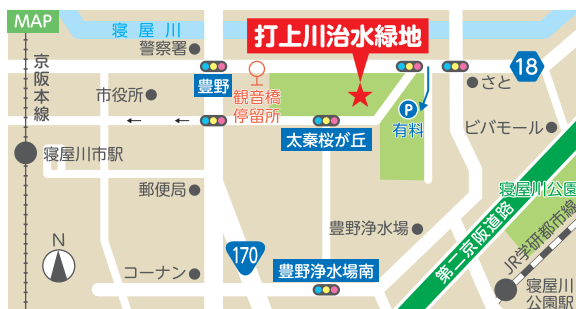 MAP
寝屋川
打上川治水緑地
警察署
京阪本線
豊野
18
さと
市役所
観音橋
停留所
P
有料
太秦桜が丘
ビバモール
寝屋川市駅
寝屋川公園
郵便局
第二京阪道路
豊野浄水場
JR学研都市線
N
170
コーナン
豊野浄水場南
寝屋川
公園駅